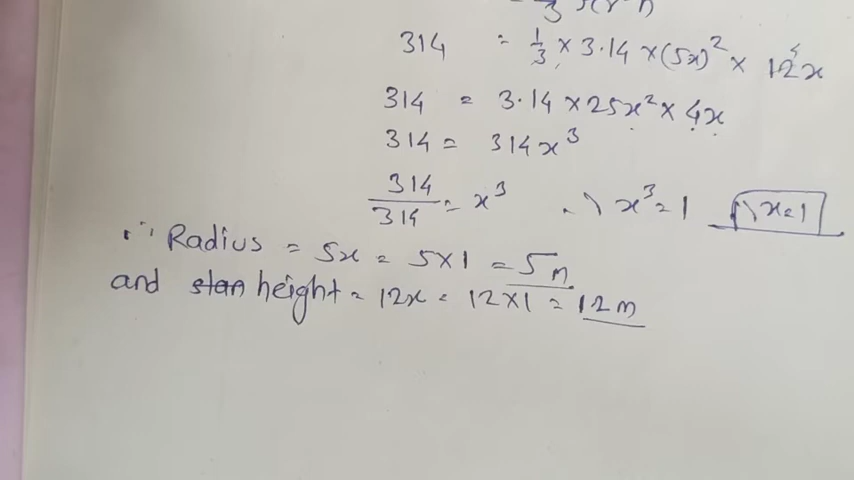 314 = 1/3 × 3.14 × (5x)² × 12x 4
314 = 3.14 × 25x² × 4x
314 = 314x³
314/314 = x³ x³ = 1 x = 1
∴ Radius = 5x = 5×1 = 5m
and height = 12x = 12×1 = 12m